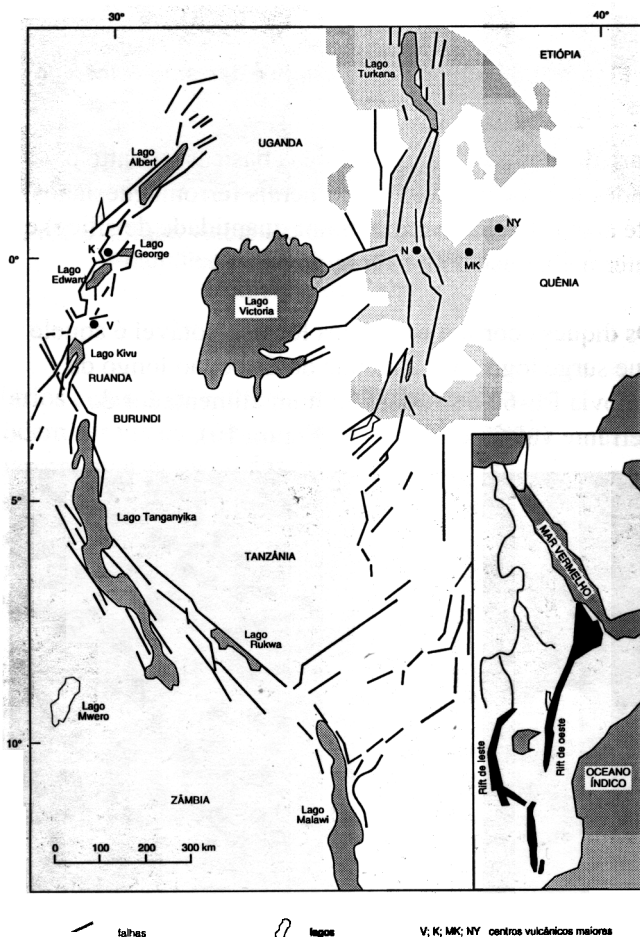 30°
40°
ETIÓPIA
Lago
Turkana
UGANDA
Lago
Albert
NY
K
Lago
George
N
MK
0°
Lago
Edward
QUÊNIA
Lago
Victoria
V
Lago Kivu
RUANDA
BURUNDI
5°
Lago Tanganyika
TANZÂNIA
MAR VERMELHO
Lago
Rukwa
Lago
Mwero
10°
Rift de leste
Rift de oeste
OCEANO
ÍNDICO
ZÂMBIA
Lago
Malawi
0 100 200 300 km
falhas
lagos
V; K; MK; NY centros vulcânicos maiores